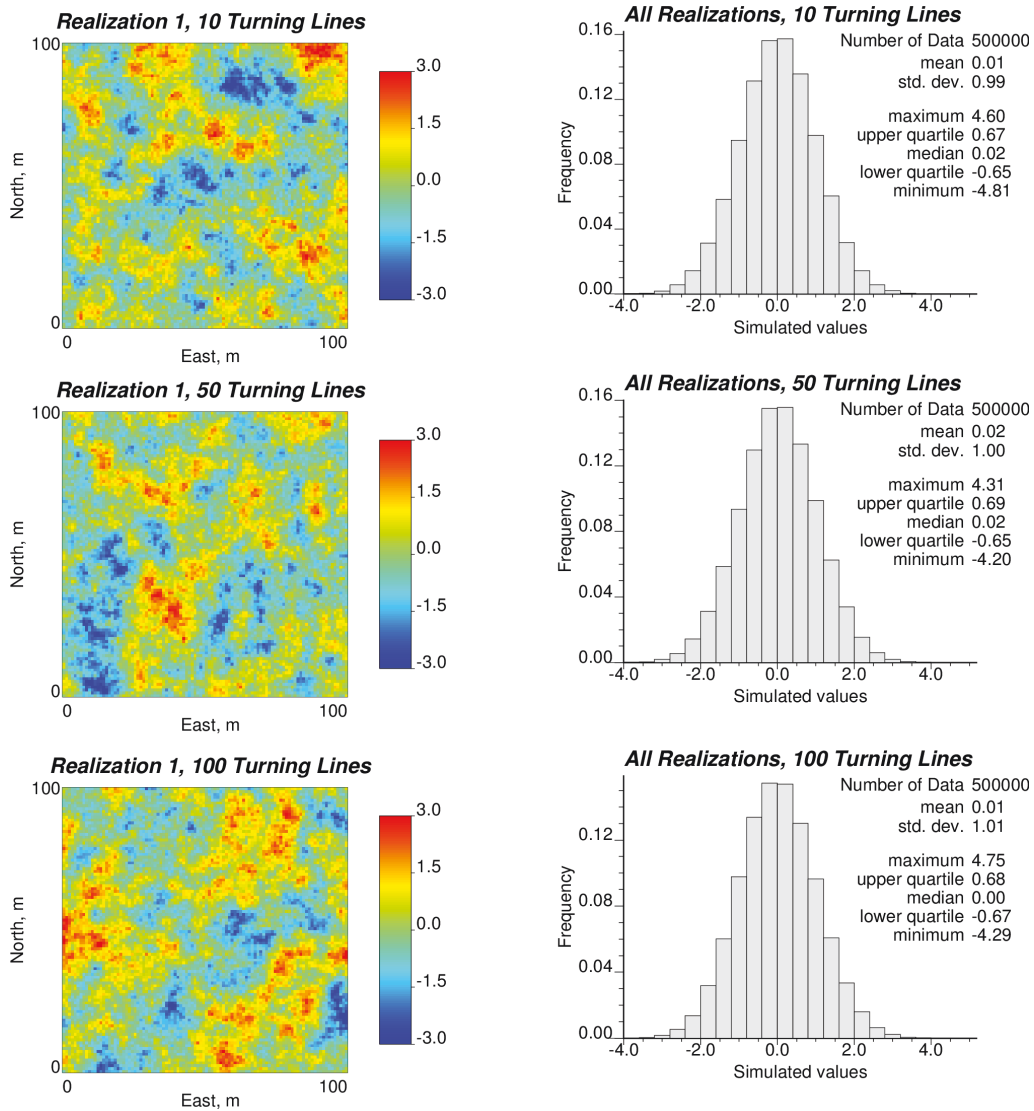 Realization 1, 10 Turning Lines
100
North, m
0
0
100
East, m
3.0
1.5
0.0
-1.5
-3.0
All Realizations, 10 Turning Lines
0.16
0.12
0.08
0.04
0.00
Frequency
-4.0
-2.0
0.0
2.0
4.0
Simulated values
Number of Data 500000
mean 0.01
std. dev. 0.99
maximum 4.60
upper quartile 0.67
median 0.02
lower quartile -0.65
minimum -4.81
Realization 1, 50 Turning Lines
100
North, m
0
0
100
East, m
3.0
1.5
0.0
-1.5
-3.0
All Realizations, 50 Turning Lines
0.16
0.12
0.08
0.04
0.00
Frequency
-4.0
-2.0
0.0
2.0
4.0
Simulated values
Number of Data 500000
mean 0.02
std. dev. 1.00
maximum 4.31
upper quartile 0.69
median 0.02
lower quartile -0.65
minimum -4.20
Realization 1, 100 Turning Lines
100
North, m
0
0
100
East, m
3.0
1.5
0.0
-1.5
-3.0
All Realizations, 100 Turning Lines
0.12
0.08
0.04
0.00
Frequency
-4.0
-2.0
0.0
2.0
4.0
Simulated values
Number of Data 500000
mean 0.01
std. dev. 1.01
maximum 4.75
upper quartile 0.68
median 0.00
lower quartile -0.67
minimum -4.29